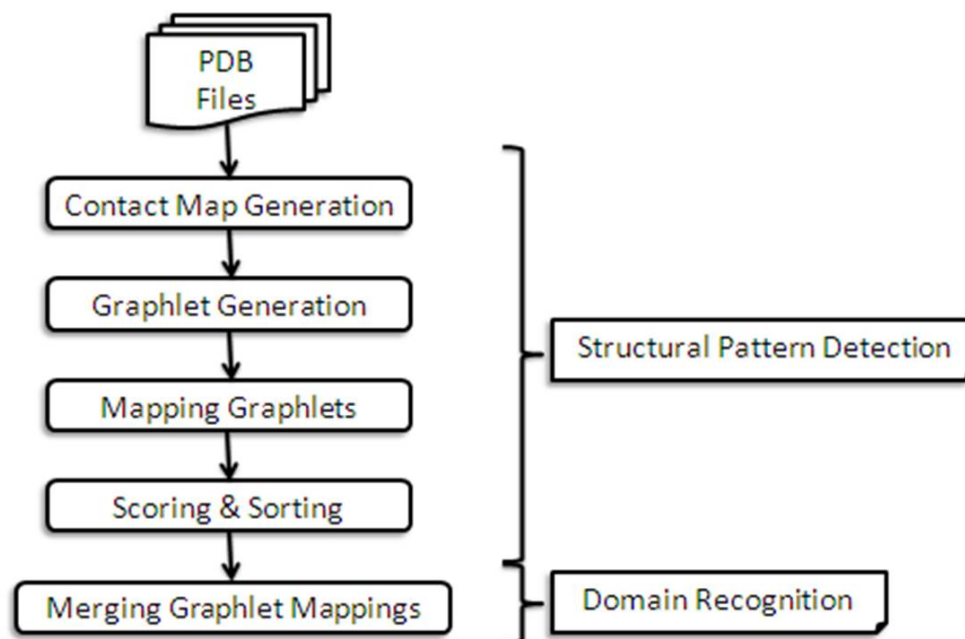 PDB
Files
Contact Map Generation
Graphlet Generation
Structural Pattern Detection
Mapping Graphlets
Scoring & Sorting
Merging Graphlet Mappings
Domain Recognition